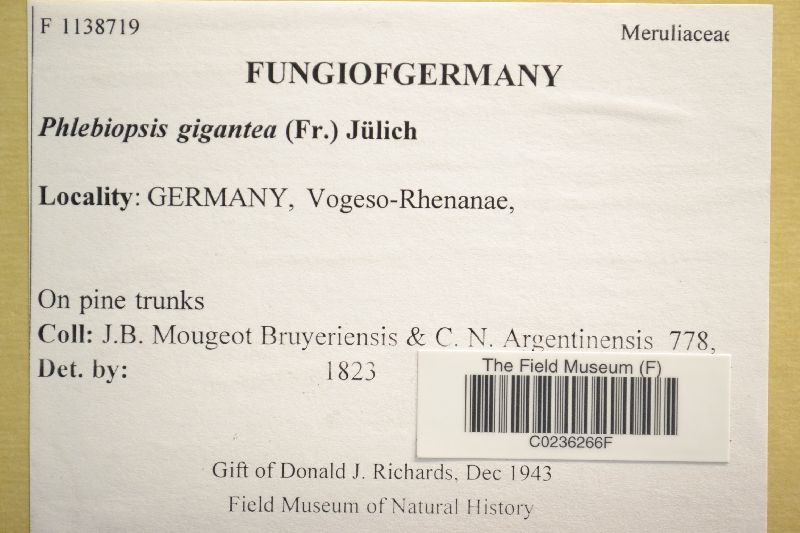 F 1138719
Meruliaceae
FUNGIOFGERMANY
Phlebiopsis gigantea (Fr.) Jülich
Locality: GERMANY, Vogeso-Rhenanae,
On pine trunks
Coll: J.B. Mougeot Bruyeriensis & C. N. Argentinensis 778,
Det. by: 1823
The Field Museum (F)
C0236266F
Gift of Donald J. Richards, Dec 1943
Field Museum of Natural History